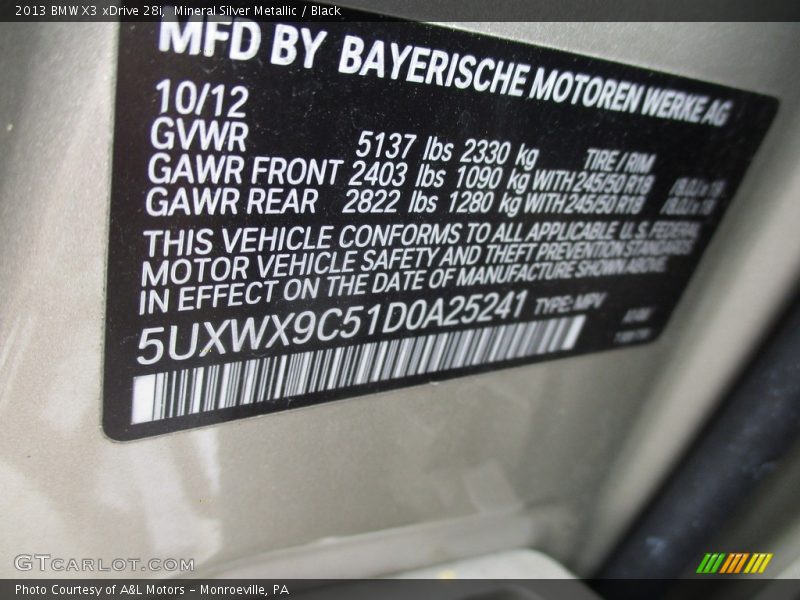 2013 BMW X3 xDrive 28i, Mineral Silver Metallic / Black
MFD BY BAYERISCHE MOTOREN WERKE AG
10/12
GVWR 5137 lbs 2330 kg TIRE / RIM
GAWR FRONT 2403 lbs 1090 kg WITH 245/50 R18
GAWR REAR 2822 lbs 1280 kg WITH 245/50 R18
THIS VEHICLE CONFORMS TO ALL APPLICABLE U.S. FEDERAL
MOTOR VEHICLE SAFETY AND THEFT PREVENTION STANDARDS
IN EFFECT ON THE DATE OF MANUFACTURE SHOWN ABOVE.
5UXWX9C51D0A25241 TYPE: MPV
GTCARLOT.COM
Photo Courtesy of A&L Motors – Monroeville, PA